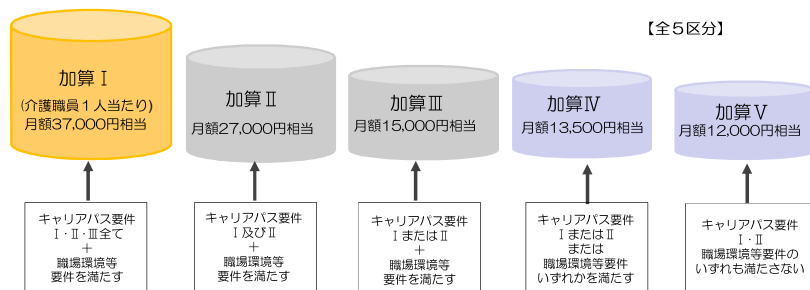 【全５区分】
加算Ⅰ
(介護職員１人当たり)
月額37,000円相当
加算Ⅱ
月額27,000円相当
加算Ⅲ
月額15,000円相当
加算Ⅳ
月額13,500円相当
加算Ⅴ
月額12,000円相当
キャリアパス要件
Ⅰ・Ⅱ・Ⅲ全て
＋
職場環境等
要件を満たす
キャリアパス要件
Ⅰ及びⅡ
＋
職場環境等
要件を満たす
キャリアパス要件
ⅠまたはⅡ
＋
職場環境等
要件を満たす
キャリアパス要件
ⅠまたはⅡ
または
職場環境等要件
いずれかを満たす
キャリアパス要件
Ⅰ・Ⅱ
職場環境等要件の
いずれも満たさない